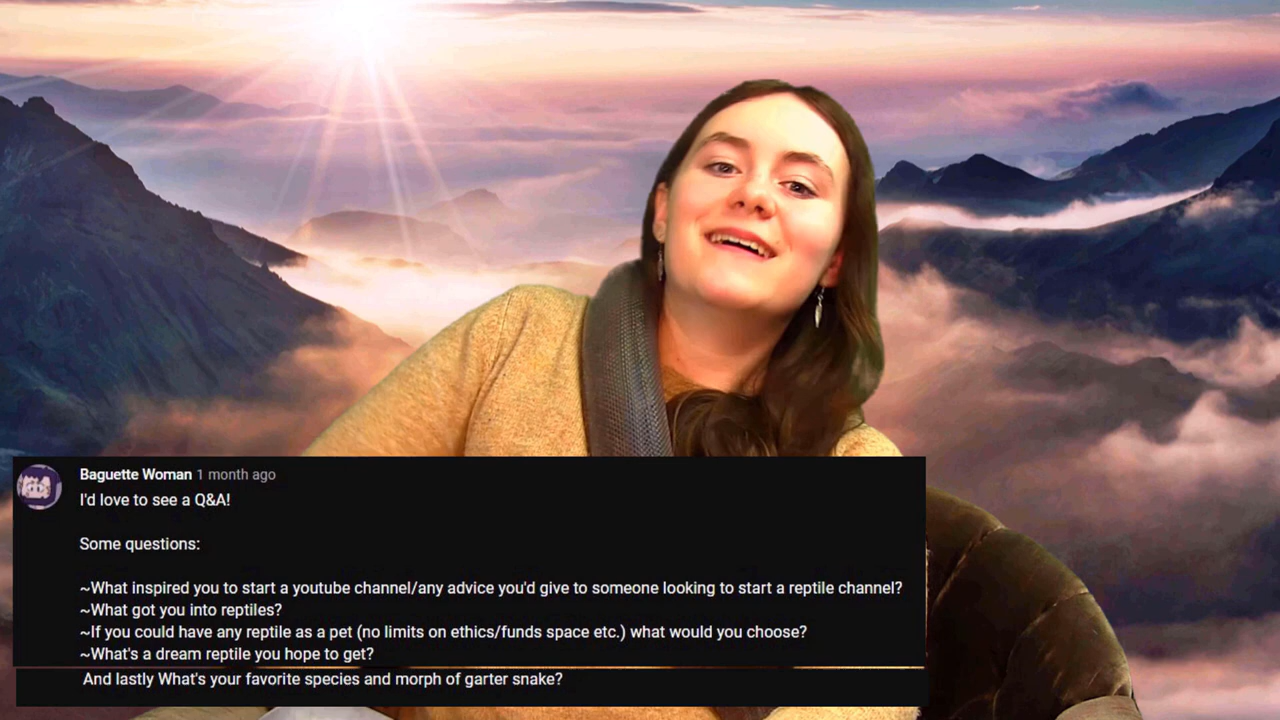 Baguette Woman 1 month ago
I'd love to see a Q&A!
Some questions:
~What inspired you to start a youtube channel/any advice you'd give to someone looking to start a reptile channel?
~What got you into reptiles?
~If you could have any reptile as a pet (no limits on ethics/funds space etc.) what would you choose?
~What's a dream reptile you hope to get?
And lastly What's your favorite species and morph of garter snake?